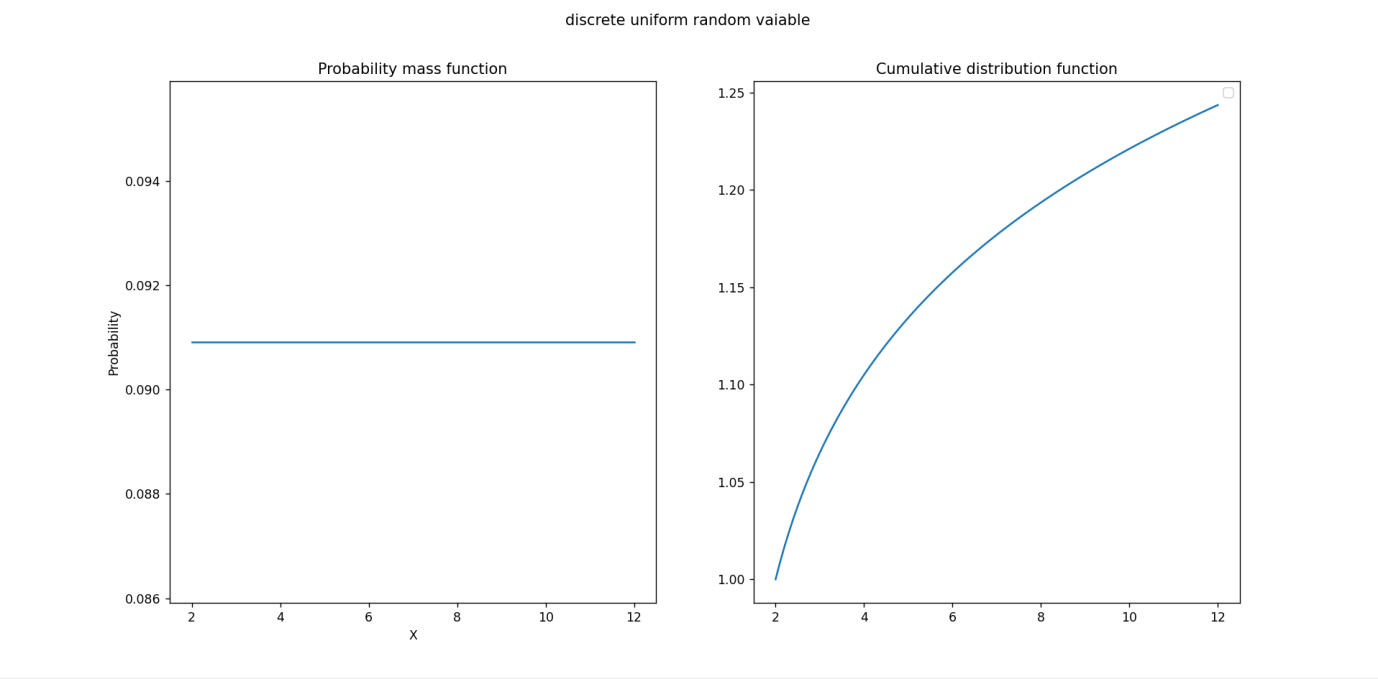 discrete uniform random vaiable
Probability mass function
Probability
0.094
0.092
0.090
0.088
0.086
2 4 6 8 10 12
X
Cumulative distribution function
1.25
1.20
1.15
1.10
1.05
1.00
2 4 6 8 10 12